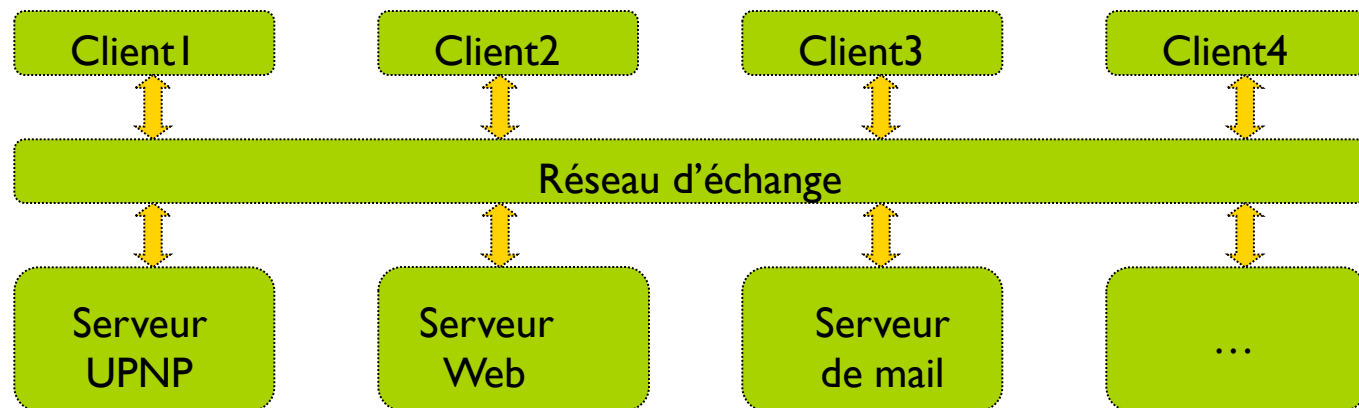 Client1
Client2
Client3
Client4
Réseau d’échange
Serveur
UPNP
Serveur
Web
Serveur
de mail
…